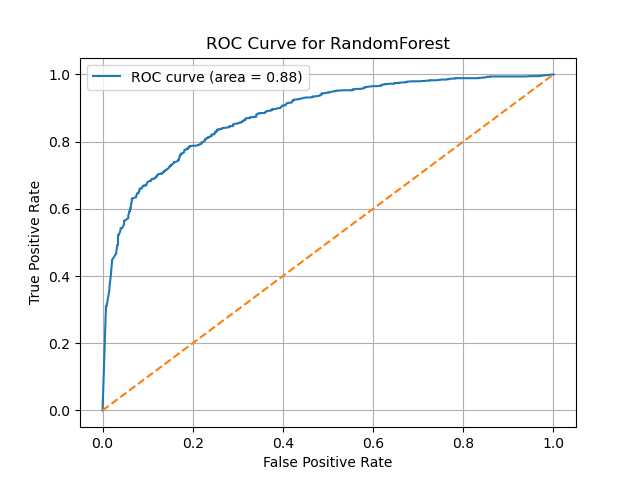 ROC Curve for RandomForest
ROC curve (area = 0.88)
True Positive Rate
1.0
0.8
0.6
0.4
0.2
0.0
0.0 0.2 0.4 0.6 0.8 1.0
False Positive Rate